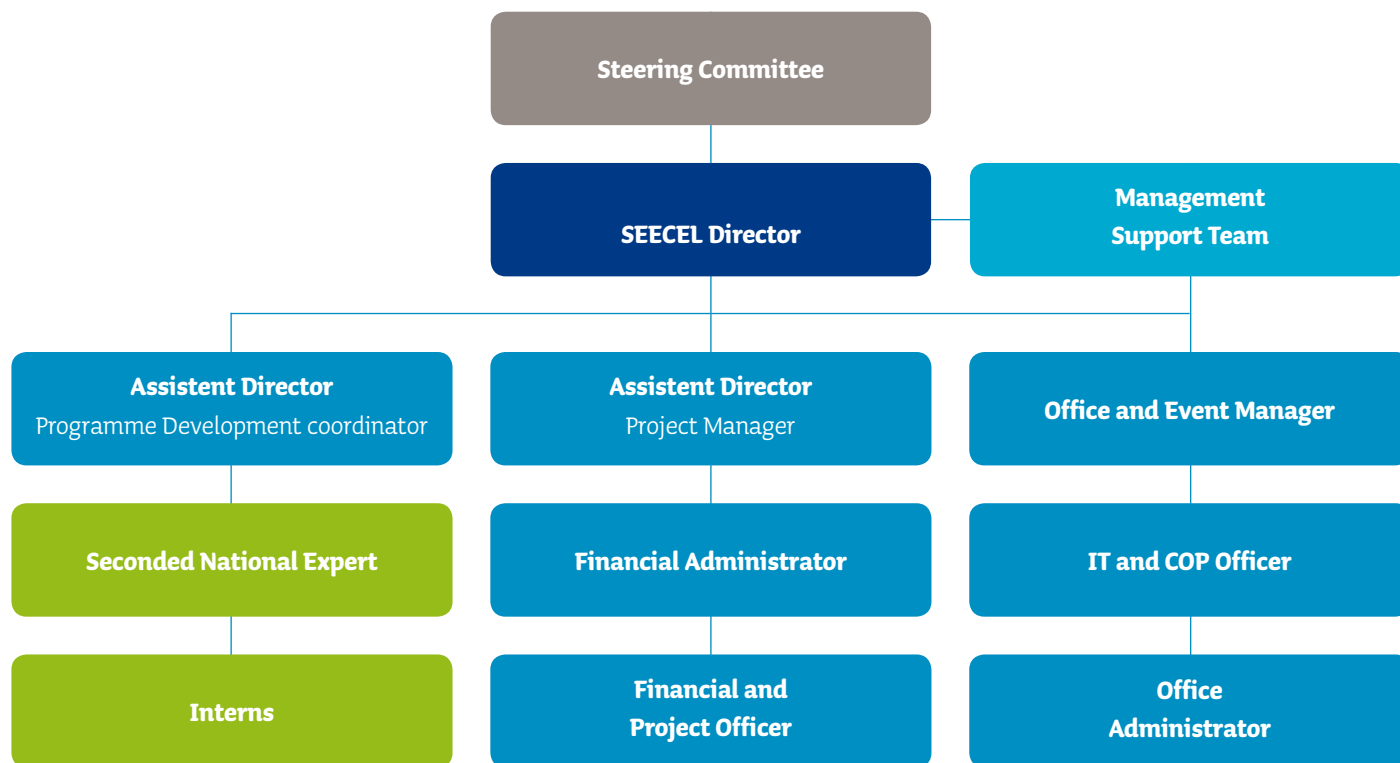 Steering Committee
SEECEL Director
Management
Support Team
Assistent Director
Programme Development coordinator
Assistent Director
Project Manager
Office and Event Manager
Seconded National Expert
Financial Administrator
IT and COP Officer
Interns
Financial and
Project Officer
Office
Administrator